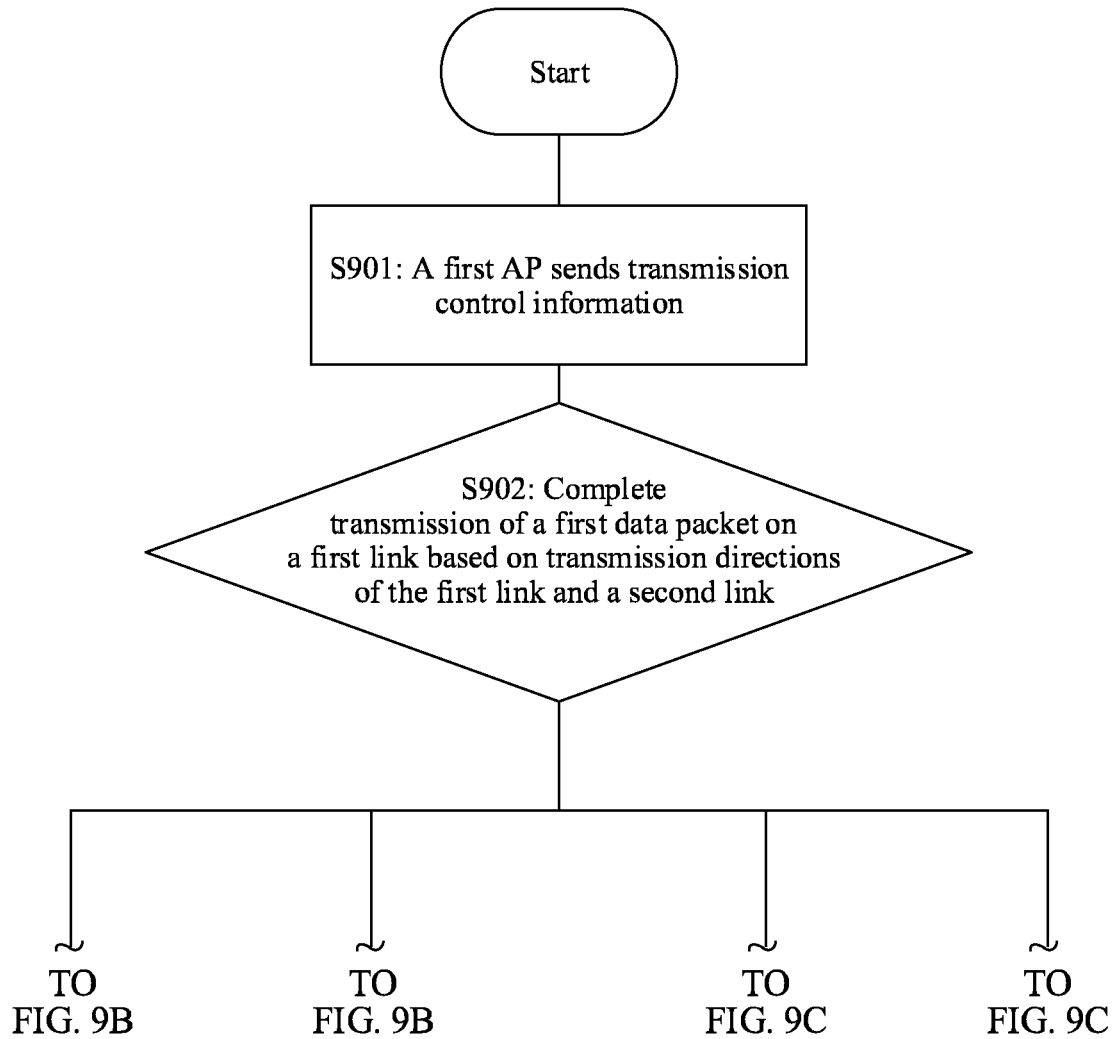 Start
S901: A first AP sends transmission
control information
S902: Complete
transmission of a first data packet on
a first link based on transmission directions
of the first link and a second link
TO
FIG. 9B
TO
FIG. 9B
TO
FIG. 9C
TO
FIG. 9C